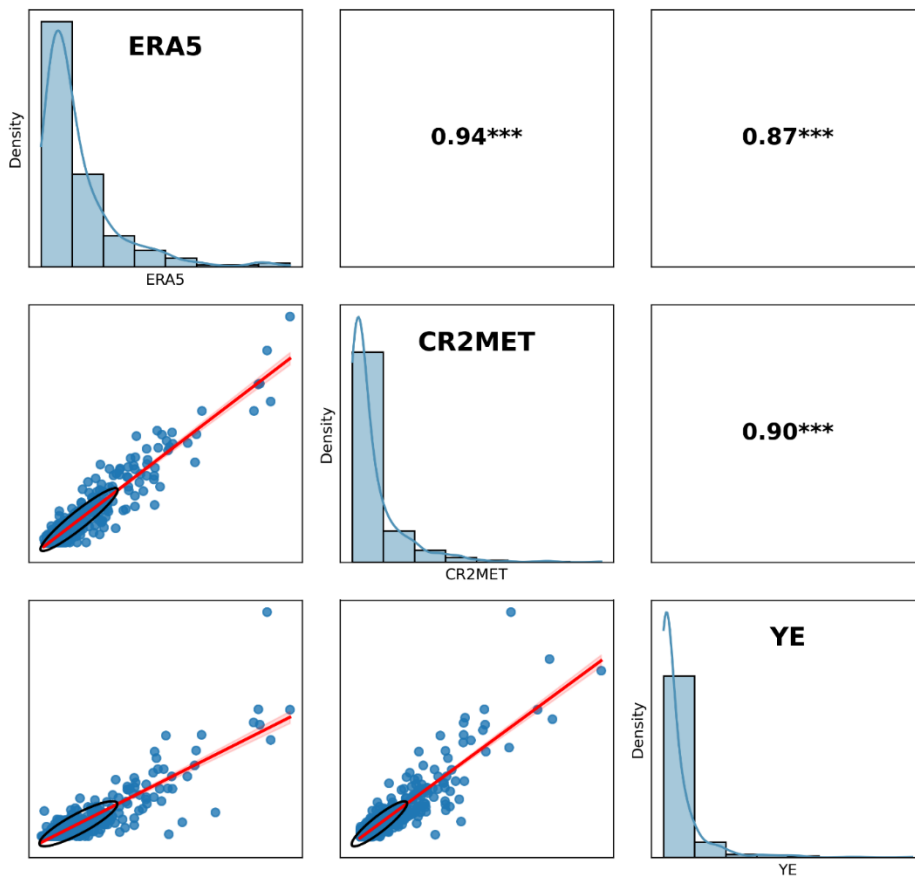 ERA5
Density
ERA5
0.94***
0.87***
CR2MET
Density
CR2MET
0.90***
YE
Density
YE